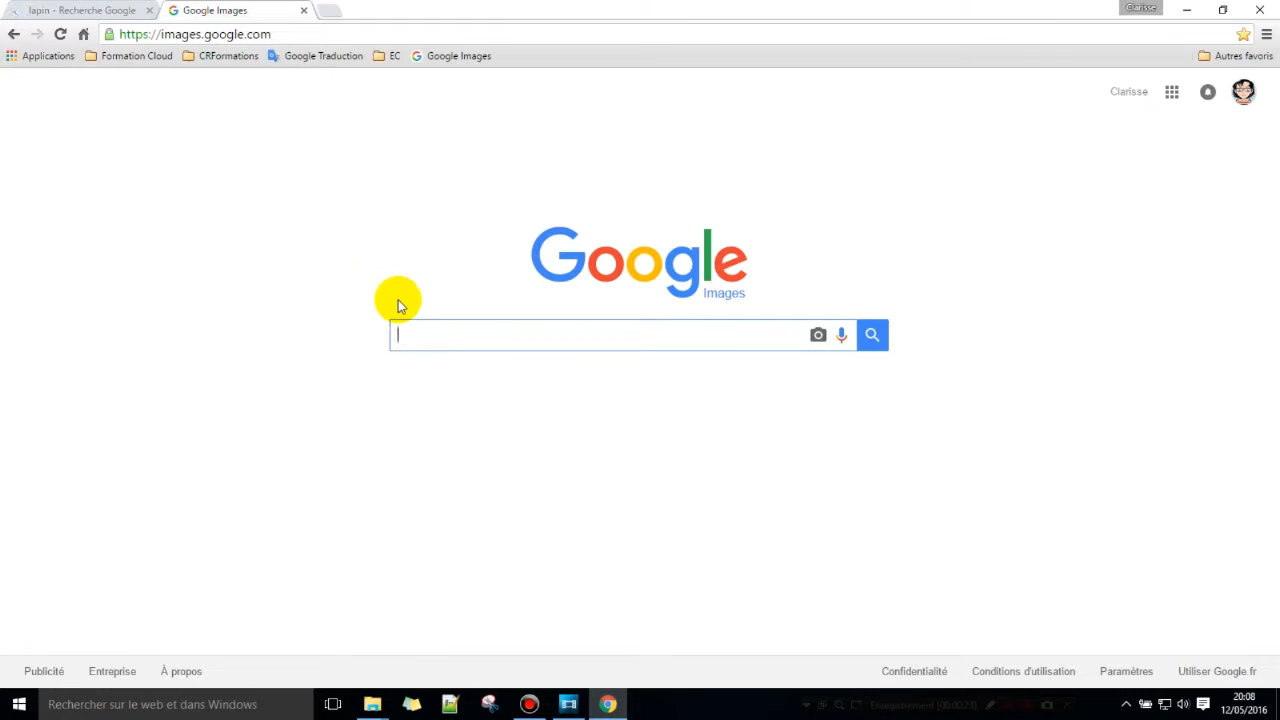 lapin - Recherche Google
Google Images
Clarisse
https://images.google.com
Applications
Formation Cloud
CRFormations
Google Traduction
EC
Google Images
Autres favoris
Clarisse
Google
Images
Publicité
Entreprise
À propos
Confidentialité
Conditions d'utilisation
Paramètres
Utiliser Google.fr
Rechercher sur le web et dans Windows
Enregistrement
20:08
12/05/2016